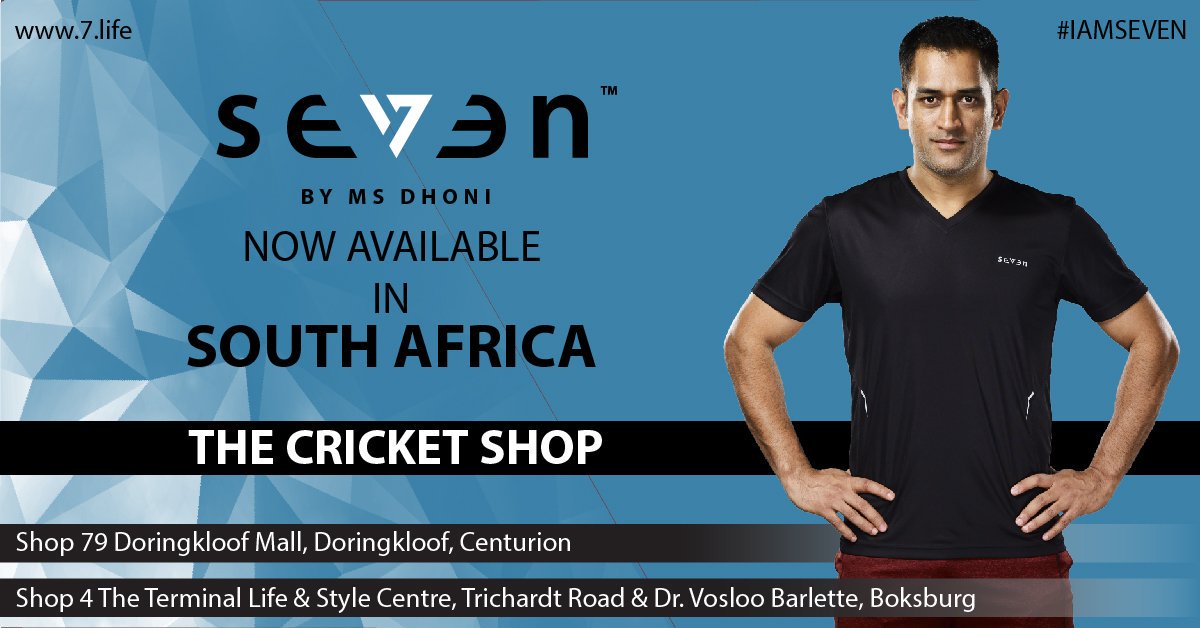 www.7.life
#IAMSEVEN
seven™
BY MS DHONI
NOW AVAILABLE
IN
SOUTH AFRICA
seven
THE CRICKET SHOP
Shop 79 Doringkloof Mall, Doringkloof, Centurion
Shop 4 The Terminal Life & Style Centre, Trichardt Road & Dr. Vosloo Barlette, Boksburg